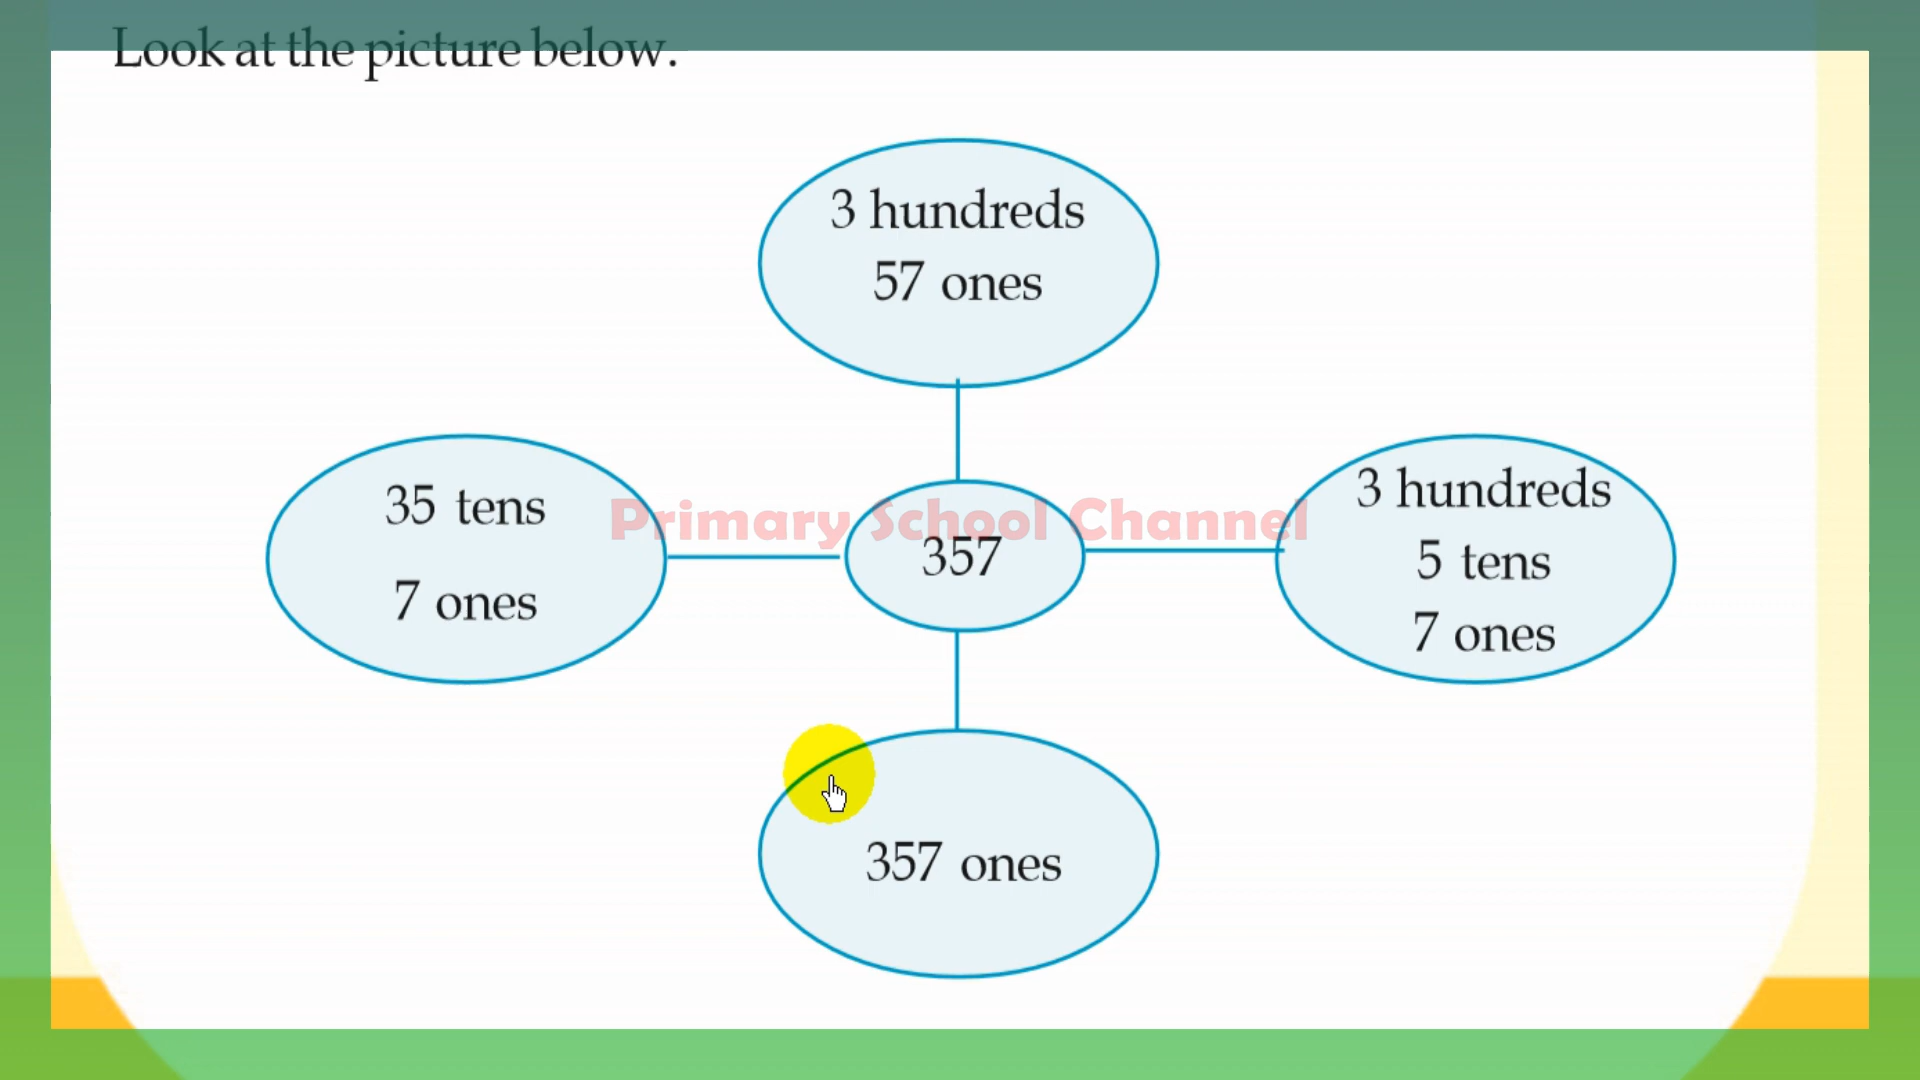 Look at the picture below.
3 hundreds
57 ones
35 tens
7 ones
Primary School Channel
357
3 hundreds
5 tens
7 ones
357 ones